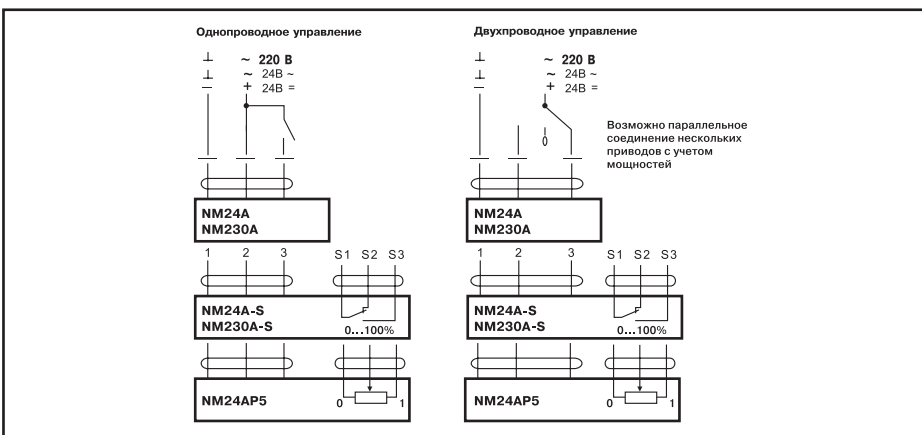 Однопроводное управление
⊥ ~ 220 В
⊥ ~ 24В ~
– + 24В =
NM24A
NM230A
1 2 3 S1 S2 S3
NM24A-S
NM230A-S
0...100%
NM24AP5
0 1
Двухпроводное управление
⊥ ~ 220 В
⊥ ~ 24В ~
– + 24В =
0
Возможно параллельное
соединение нескольких
приводов с учетом
мощностей
NM24A
NM230A
1 2 3 S1 S2 S3
NM24A-S
NM230A-S
0...100%
NM24AP5
0 1